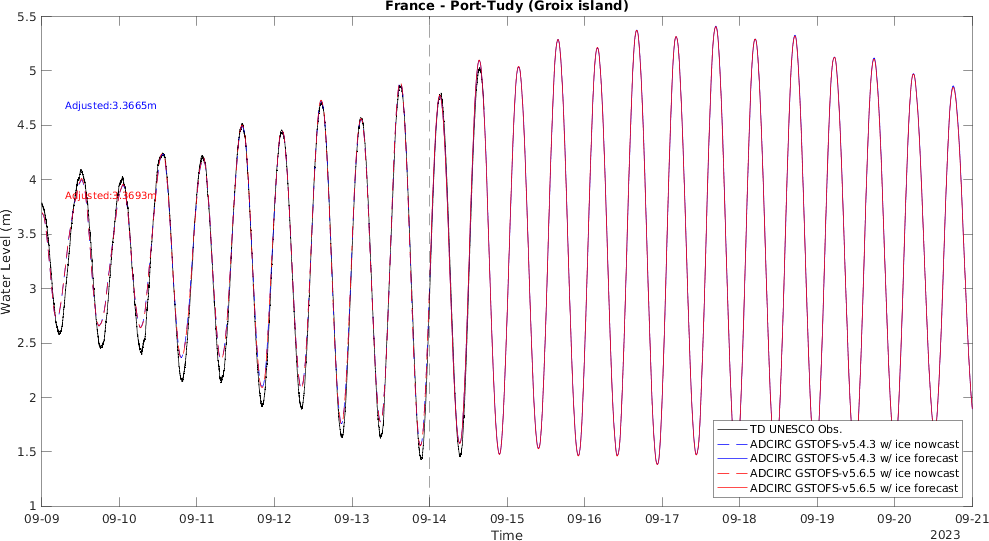 France - Port-Tudy (Groix island)
5.5
5
4.5
4
3.5
3
2.5
2
1.5
1
Water Level (m)
Adjusted:3.3665m
Adjusted:3.3693m
TD UNESCO Obs.
ADCIRC GSTOFS-v5.4.3 w/ ice nowcast
ADCIRC GSTOFS-v5.4.3 w/ ice forecast
ADCIRC GSTOFS-v5.6.5 w/ ice nowcast
ADCIRC GSTOFS-v5.6.5 w/ ice forecast
09-09 09-10 09-11 09-12 09-13 09-14 09-15 09-16 09-17 09-18 09-19 09-20 09-21
Time
2023